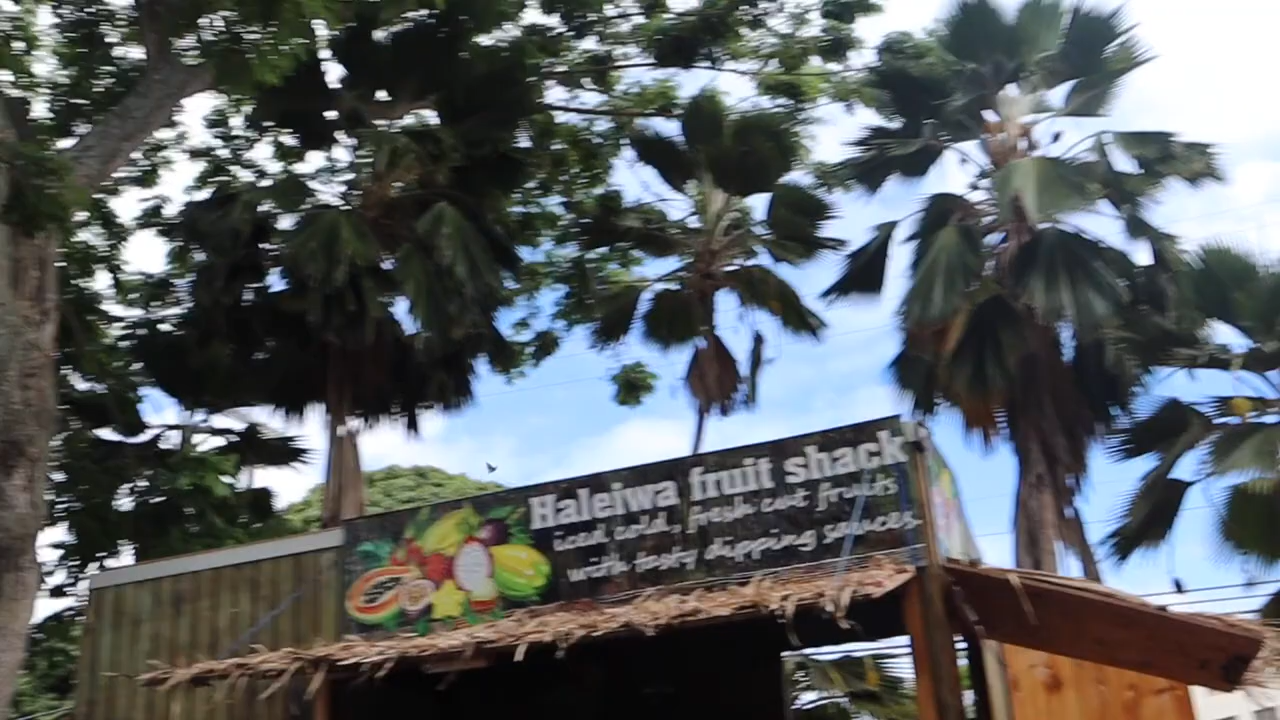 Haleiwa fruit shack
iced cold, fresh cut fruits
with tasty dipping sauces.